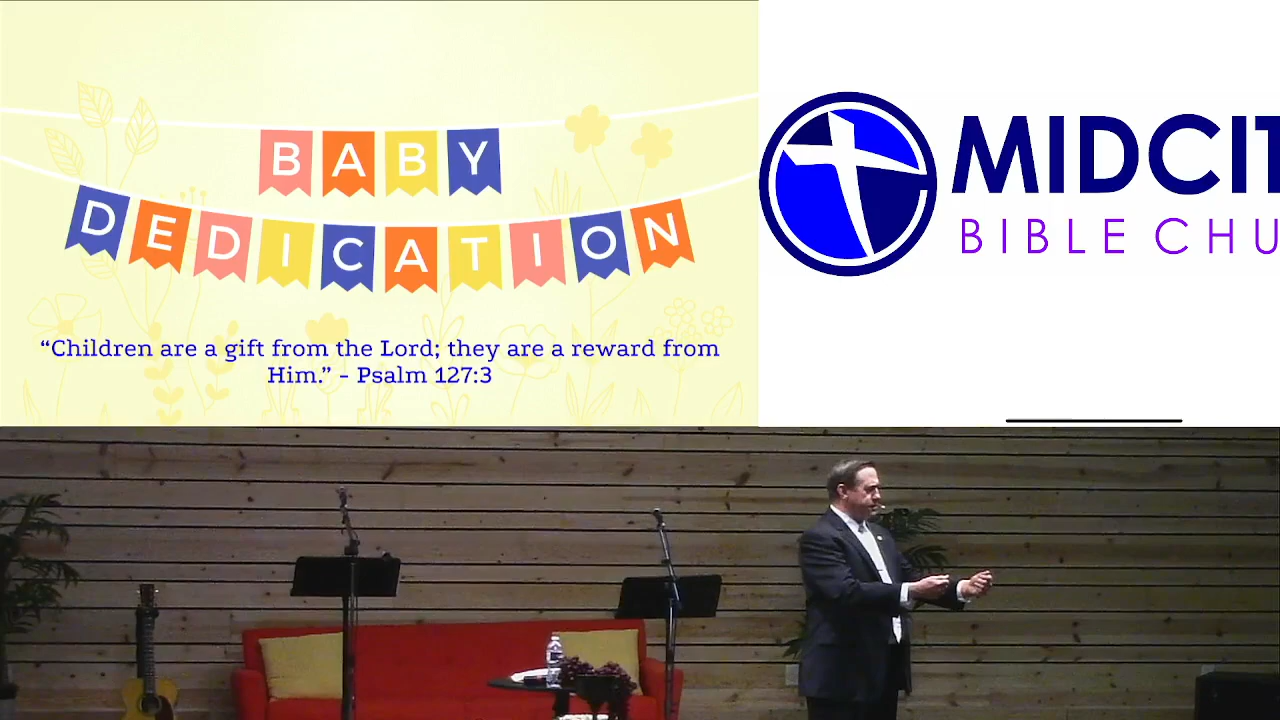 BABY
DEDICATION
“Children are a gift from the Lord; they are a reward from
Him.” - Psalm 127:3
MIDCIT
BIBLE CHU